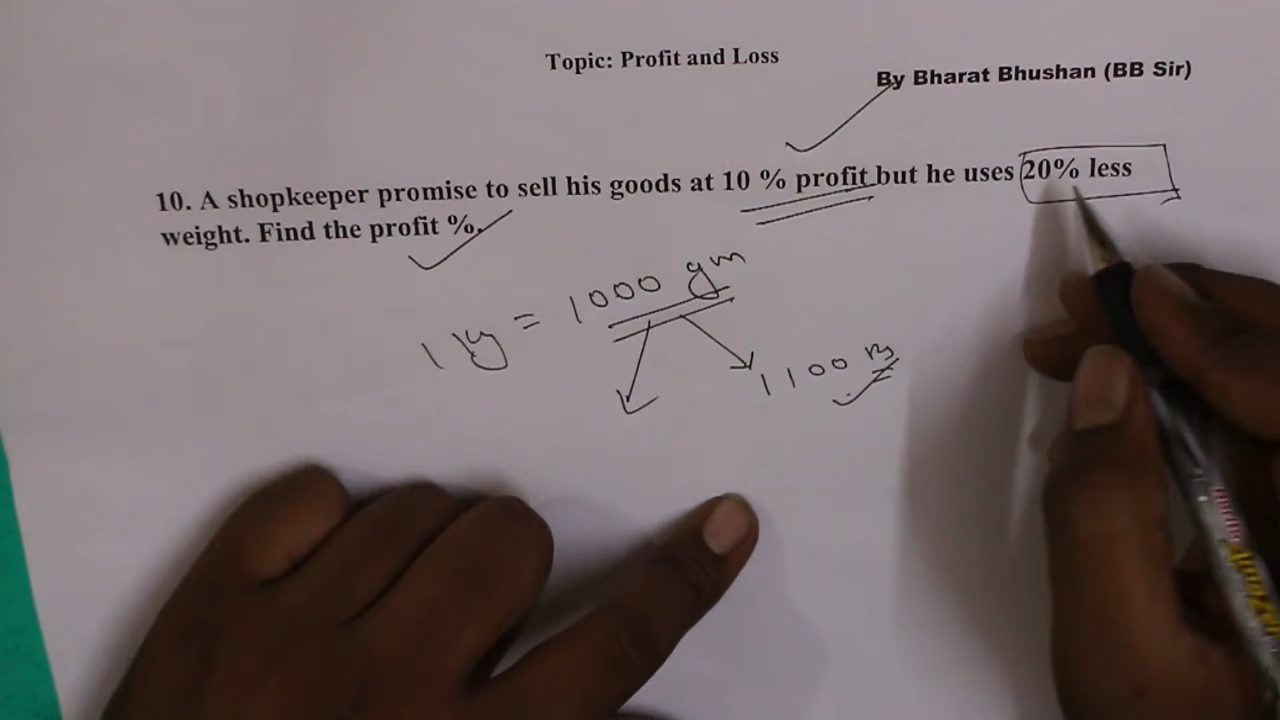 Topic: Profit and Loss
By Bharat Bhushan (BB Sir)
10. A shopkeeper promise to sell his goods at 10 % profit but he uses 20% less
weight. Find the profit %.
1 kg = 1000 gm
1100 Rs